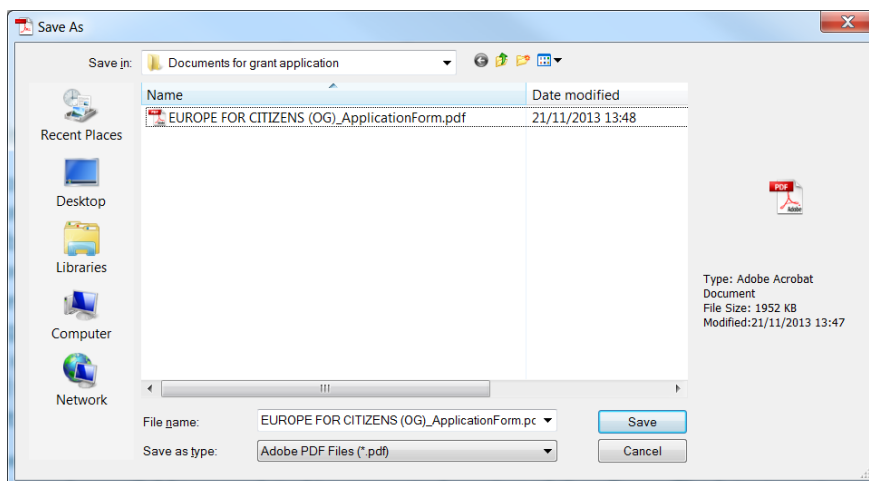 Save As
Save in:
Documents for grant application
Recent Places
Desktop
Libraries
Computer
Network
Name
Date modified
EUROPE FOR CITIZENS (OG)_ApplicationForm.pdf
21/11/2013 13:48
PDF
Adobe
Type: Adobe Acrobat
Document
File Size: 1952 KB
Modified:21/11/2013 13:47
File name:
EUROPE FOR CITIZENS (OG)_ApplicationForm.pc
Save
Save as type:
Adobe PDF Files (*.pdf)
Cancel